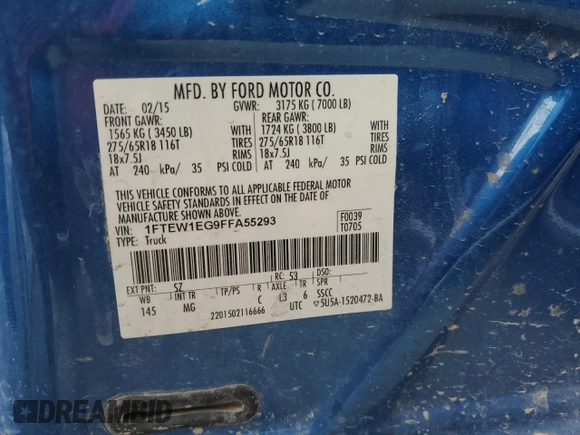 MFD. BY FORD MOTOR CO.
DATE: 02/15 GVWR: 3175 KG ( 7000 LB)
FRONT GAWR: REAR GAWR:
1565 KG ( 3450 LB) WITH 1724 KG ( 3800 LB) WITH
275/65R18 116T TIRES 275/65R18 116T TIRES
18x7.5J RIMS 18x7.5J RIMS
AT 240 kPa/ 35 PSI COLD AT 240 kPa/ 35 PSI COLD
THIS VEHICLE CONFORMS TO ALL APPLICABLE FEDERAL MOTOR
VEHICLE SAFETY STANDARDS IN EFFECT ON THE DATE OF
MANUFACTURE SHOWN ABOVE.
VIN: 1FTEW1EG9FFA55293 F0039
TYPE: Truck T0705
EXT PNT: SZ RC: 53 DSO:
WB INT TR TP/PS R AXLE TR SPR
145 MG C L3 6 SSCC
2201502116666 UTC ▽5U5A-1520472-BA
DREAMBID